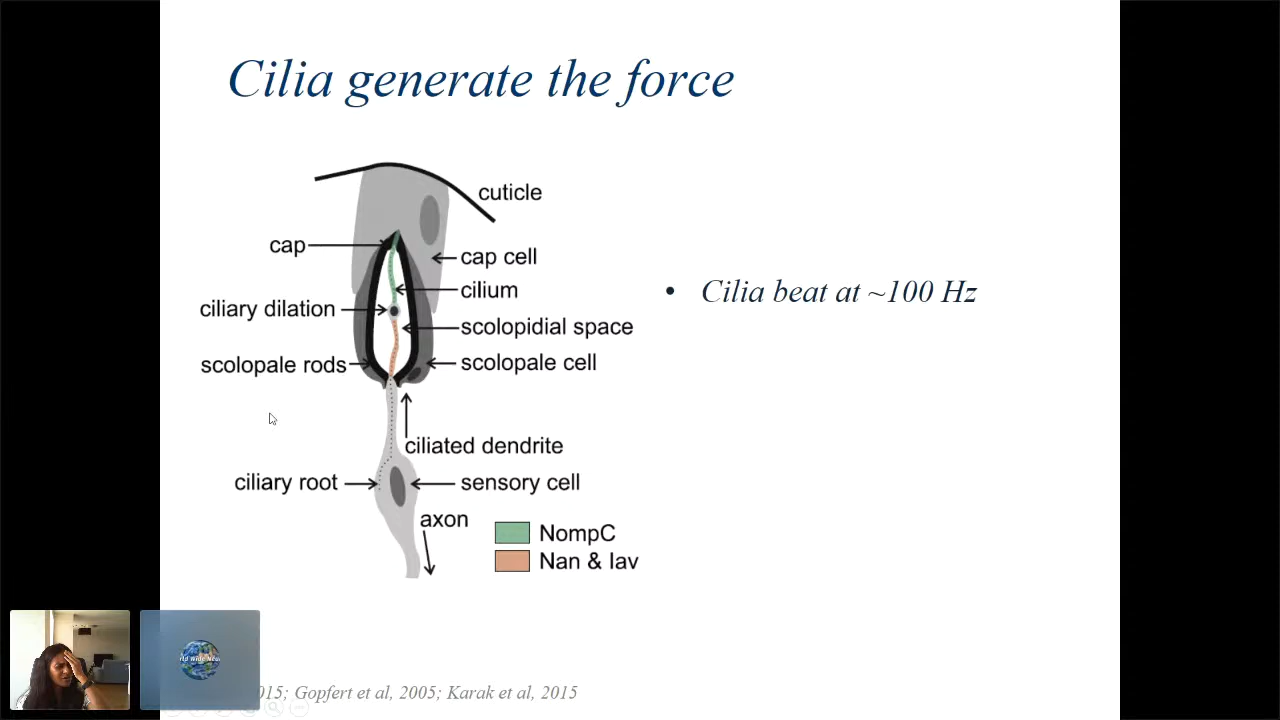 Cilia generate the force
cuticle
cap
cap cell
cilium
ciliary dilation
scolopidial space
scolopale rods
scolopale cell
• Cilia beat at ~100 Hz
ciliated dendrite
ciliary root
sensory cell
axon
NompC
Nan & Iav
015; Gopfert et al, 2005; Karak et al, 2015